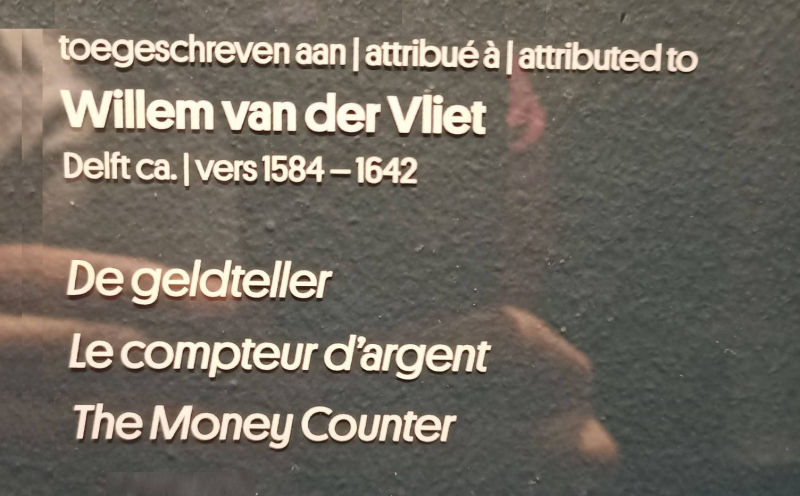 toegeschreven aan | attribué à | attributed to
Willem van der Vliet
Delft ca. | vers 1584 – 1642
De geldteller
Le compteur d'argent
The Money Counter